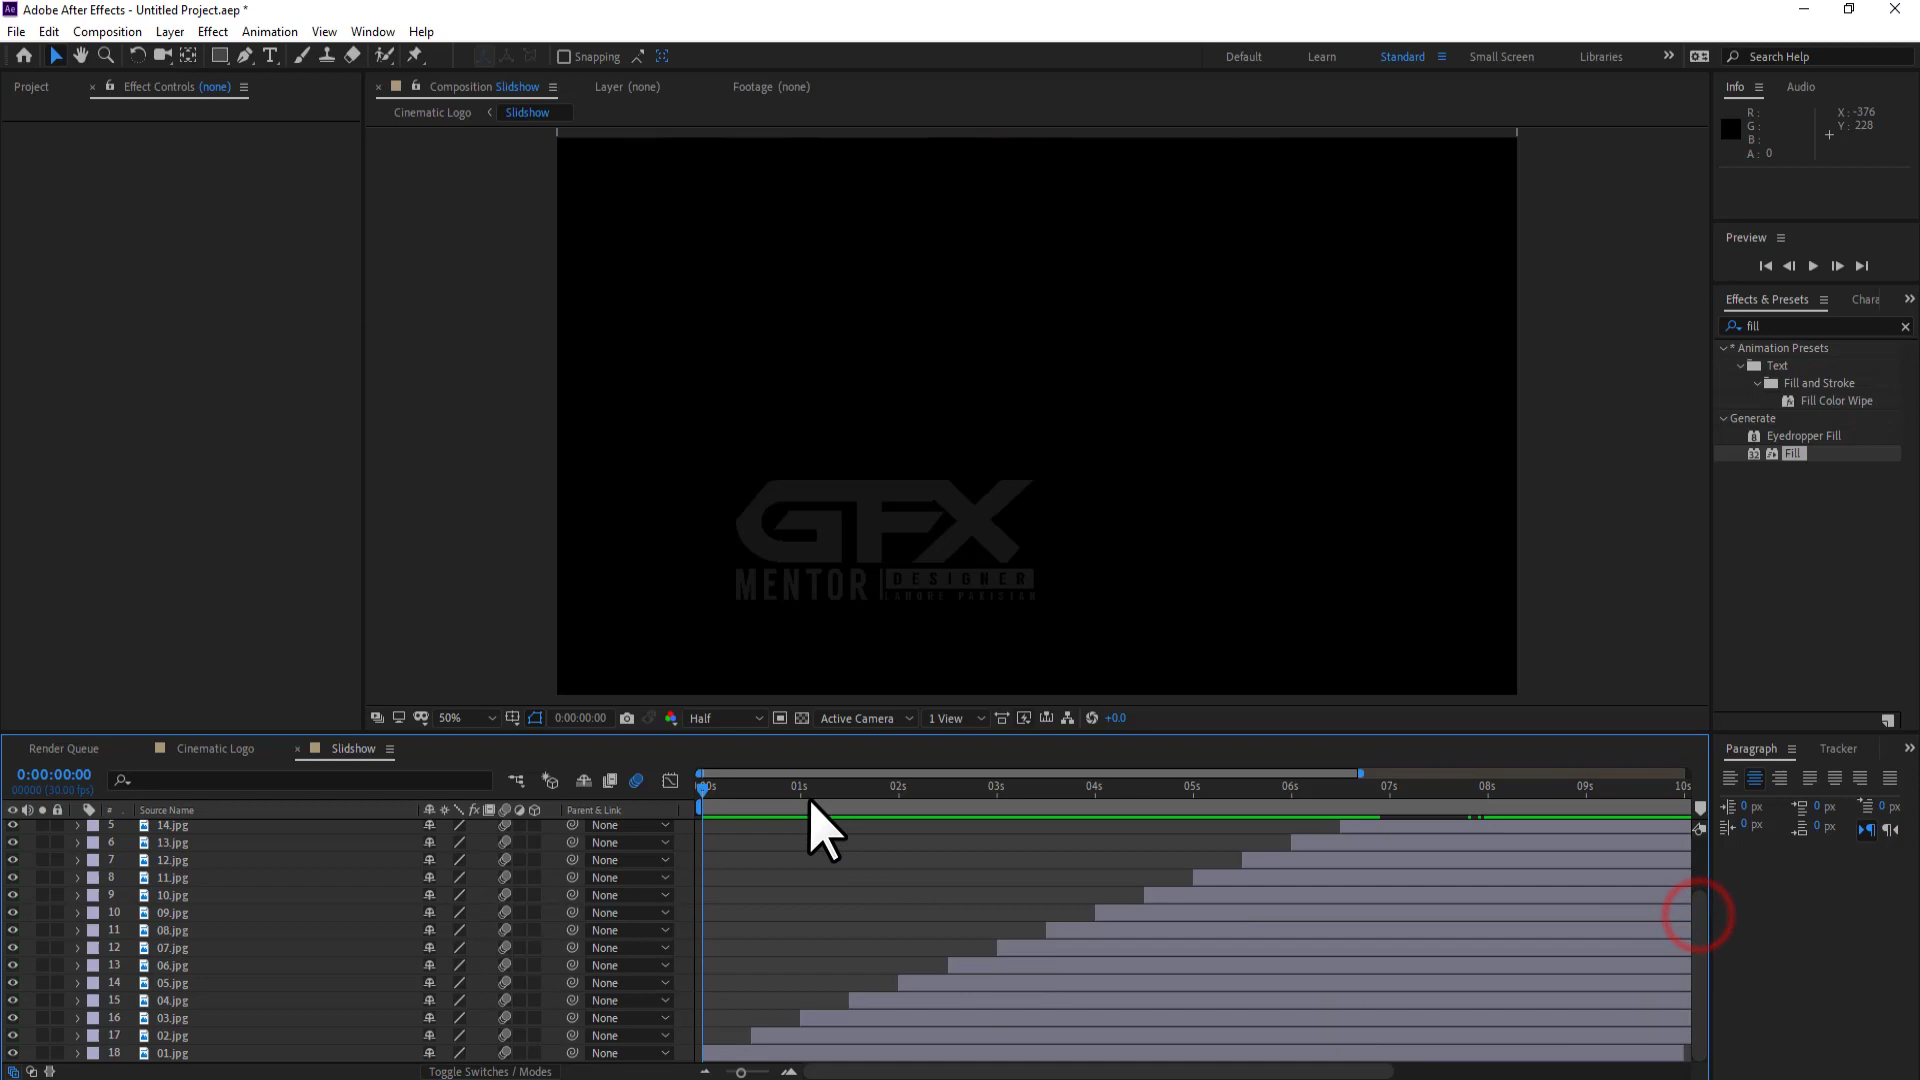 Adobe After Effects - Untitled Project.aep *
File Edit Composition Layer Effect Animation View Window Help
Snapping Default Learn Standard Small Screen Libraries Search Help
Project Effect Controls (none) Composition Slidshow Layer (none) Footage (none) Info Audio
Cinematic Logo Slidshow
R: X: -376
G: Y: 228
B:
A: 0
Preview
Effects & Presets Chara
fill
* Animation Presets
Text
Fill and Stroke
Fill Color Wipe
Generate
Eyedropper Fill
Fill
GFX
MENTOR DESIGNER
LAHORE PAKISTAN
50% 0:00:00:00 Half Active Camera 1 View +0.0
Render Queue Cinematic Logo Slidshow Paragraph Tracker
0:00:00:00
00000 (30.00 fps)
00s 01s 02s 03s 04s 05s 06s 07s 08s 09s 10s
# Source Name fx Parent & Link
0 px 0 px 0 px
0 px 0 px
5 14.jpg None
6 13.jpg None
7 12.jpg None
8 11.jpg None
9 10.jpg None
10 09.jpg None
11 08.jpg None
12 07.jpg None
13 06.jpg None
14 05.jpg None
15 04.jpg None
16 03.jpg None
17 02.jpg None
18 01.jpg None
Toggle Switches / Modes